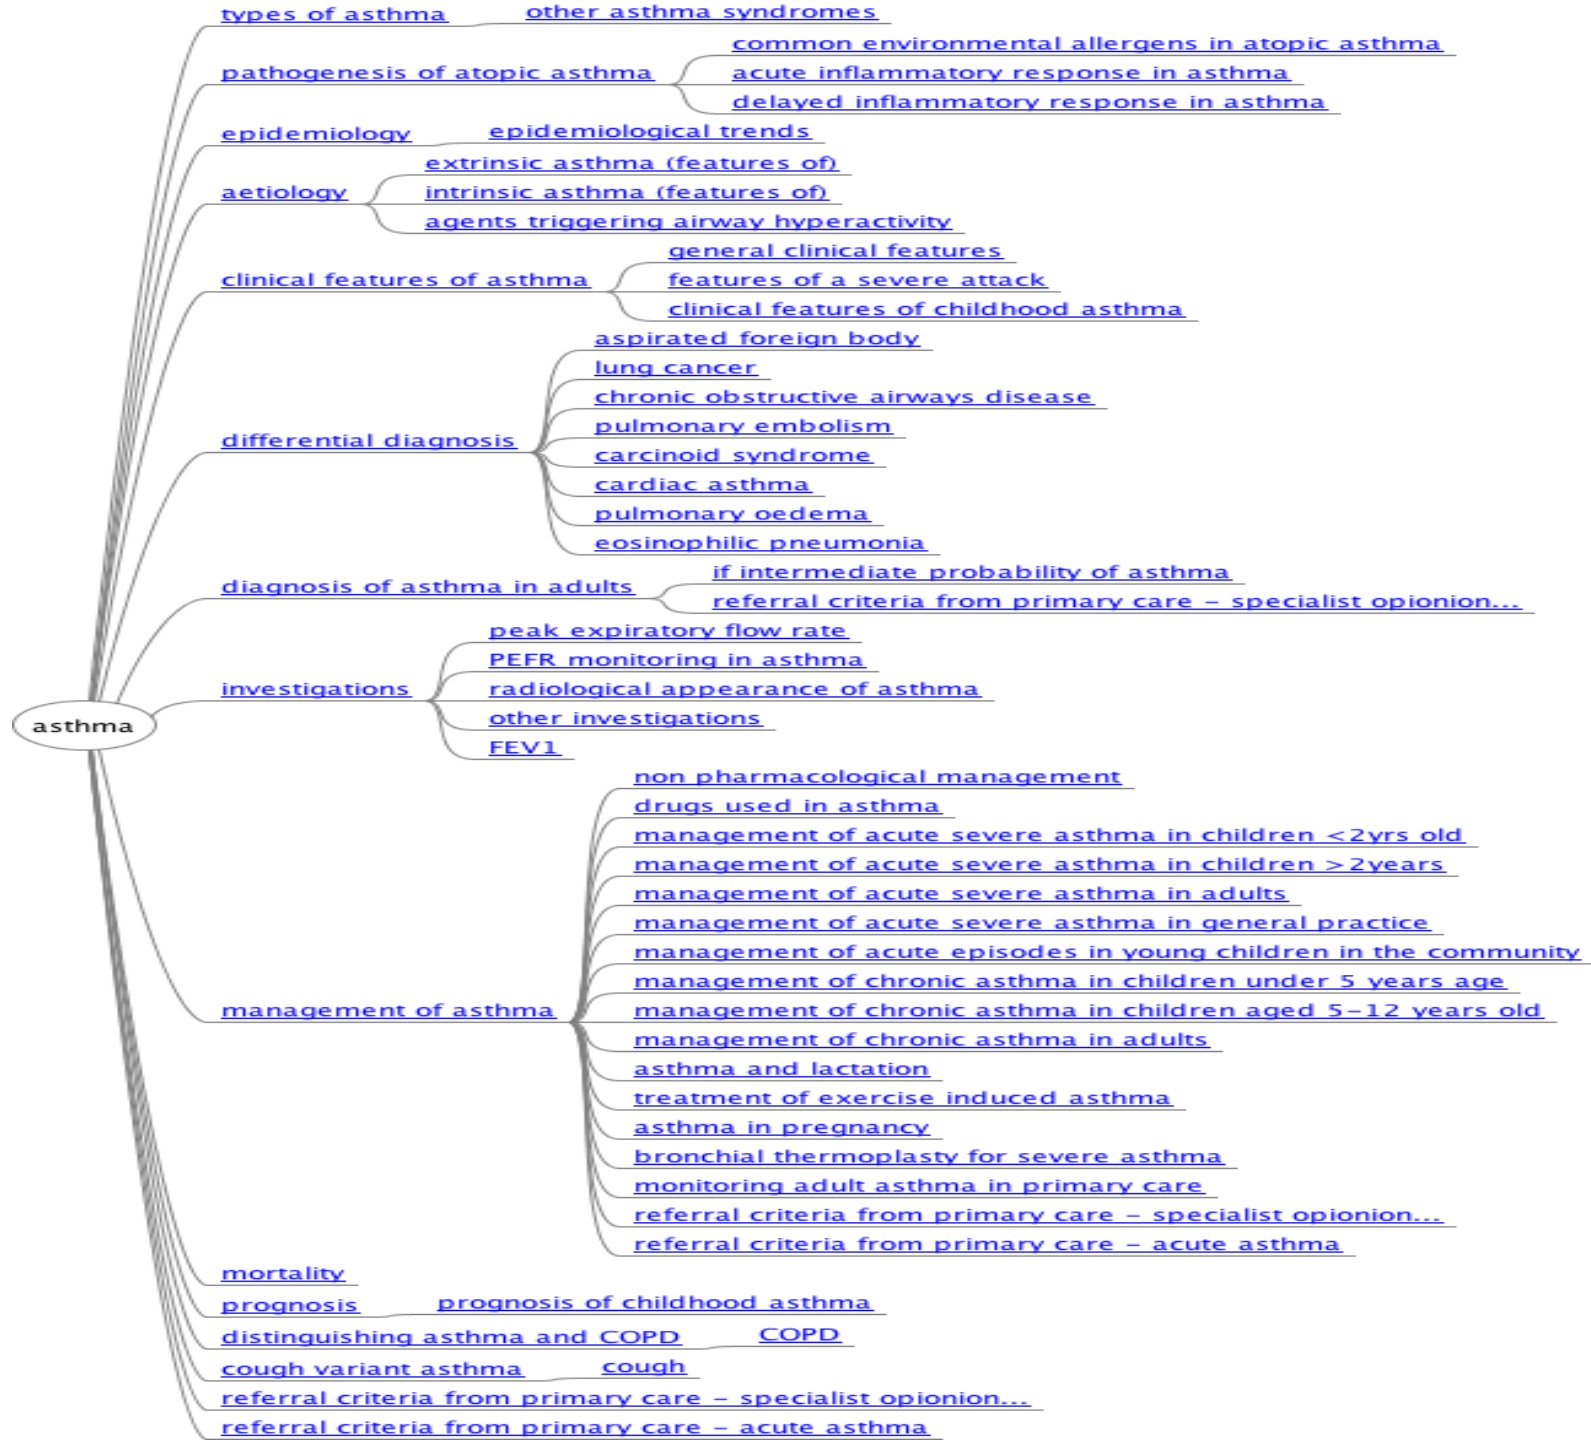 types of asthma
other asthma syndromes
pathogenesis of atopic asthma
common environmental allergens in atopic asthma
acute inflammatory response in asthma
delayed inflammatory response in asthma
epidemiology
epidemiological trends
aetiology
extrinsic asthma (features of)
intrinsic asthma (features of)
agents triggering airway hyperactivity
clinical features of asthma
general clinical features
features of a severe attack
clinical features of childhood asthma
differential diagnosis
aspirated foreign body
lung cancer
chronic obstructive airways disease
pulmonary embolism
carcinoid syndrome
cardiac asthma
pulmonary oedema
eosinophilic pneumonia
diagnosis of asthma in adults
if intermediate probability of asthma
referral criteria from primary care - specialist opionion...
investigations
peak expiratory flow rate
PEFR monitoring in asthma
radiological appearance of asthma
other investigations
FEV1
asthma
management of asthma
non pharmacological management
drugs used in asthma
management of acute severe asthma in children <2yrs old
management of acute severe asthma in children >2years
management of acute severe asthma in adults
management of acute severe asthma in general practice
management of acute episodes in young children in the community
management of chronic asthma in children under 5 years age
management of chronic asthma in children aged 5-12 years old
management of chronic asthma in adults
asthma and lactation
treatment of exercise induced asthma
asthma in pregnancy
bronchial thermoplasty for severe asthma
monitoring adult asthma in primary care
referral criteria from primary care - specialist opionion...
referral criteria from primary care - acute asthma
mortality
prognosis
prognosis of childhood asthma
distinguishing asthma and COPD
COPD
cough variant asthma
cough
referral criteria from primary care - specialist opionion...
referral criteria from primary care - acute asthma